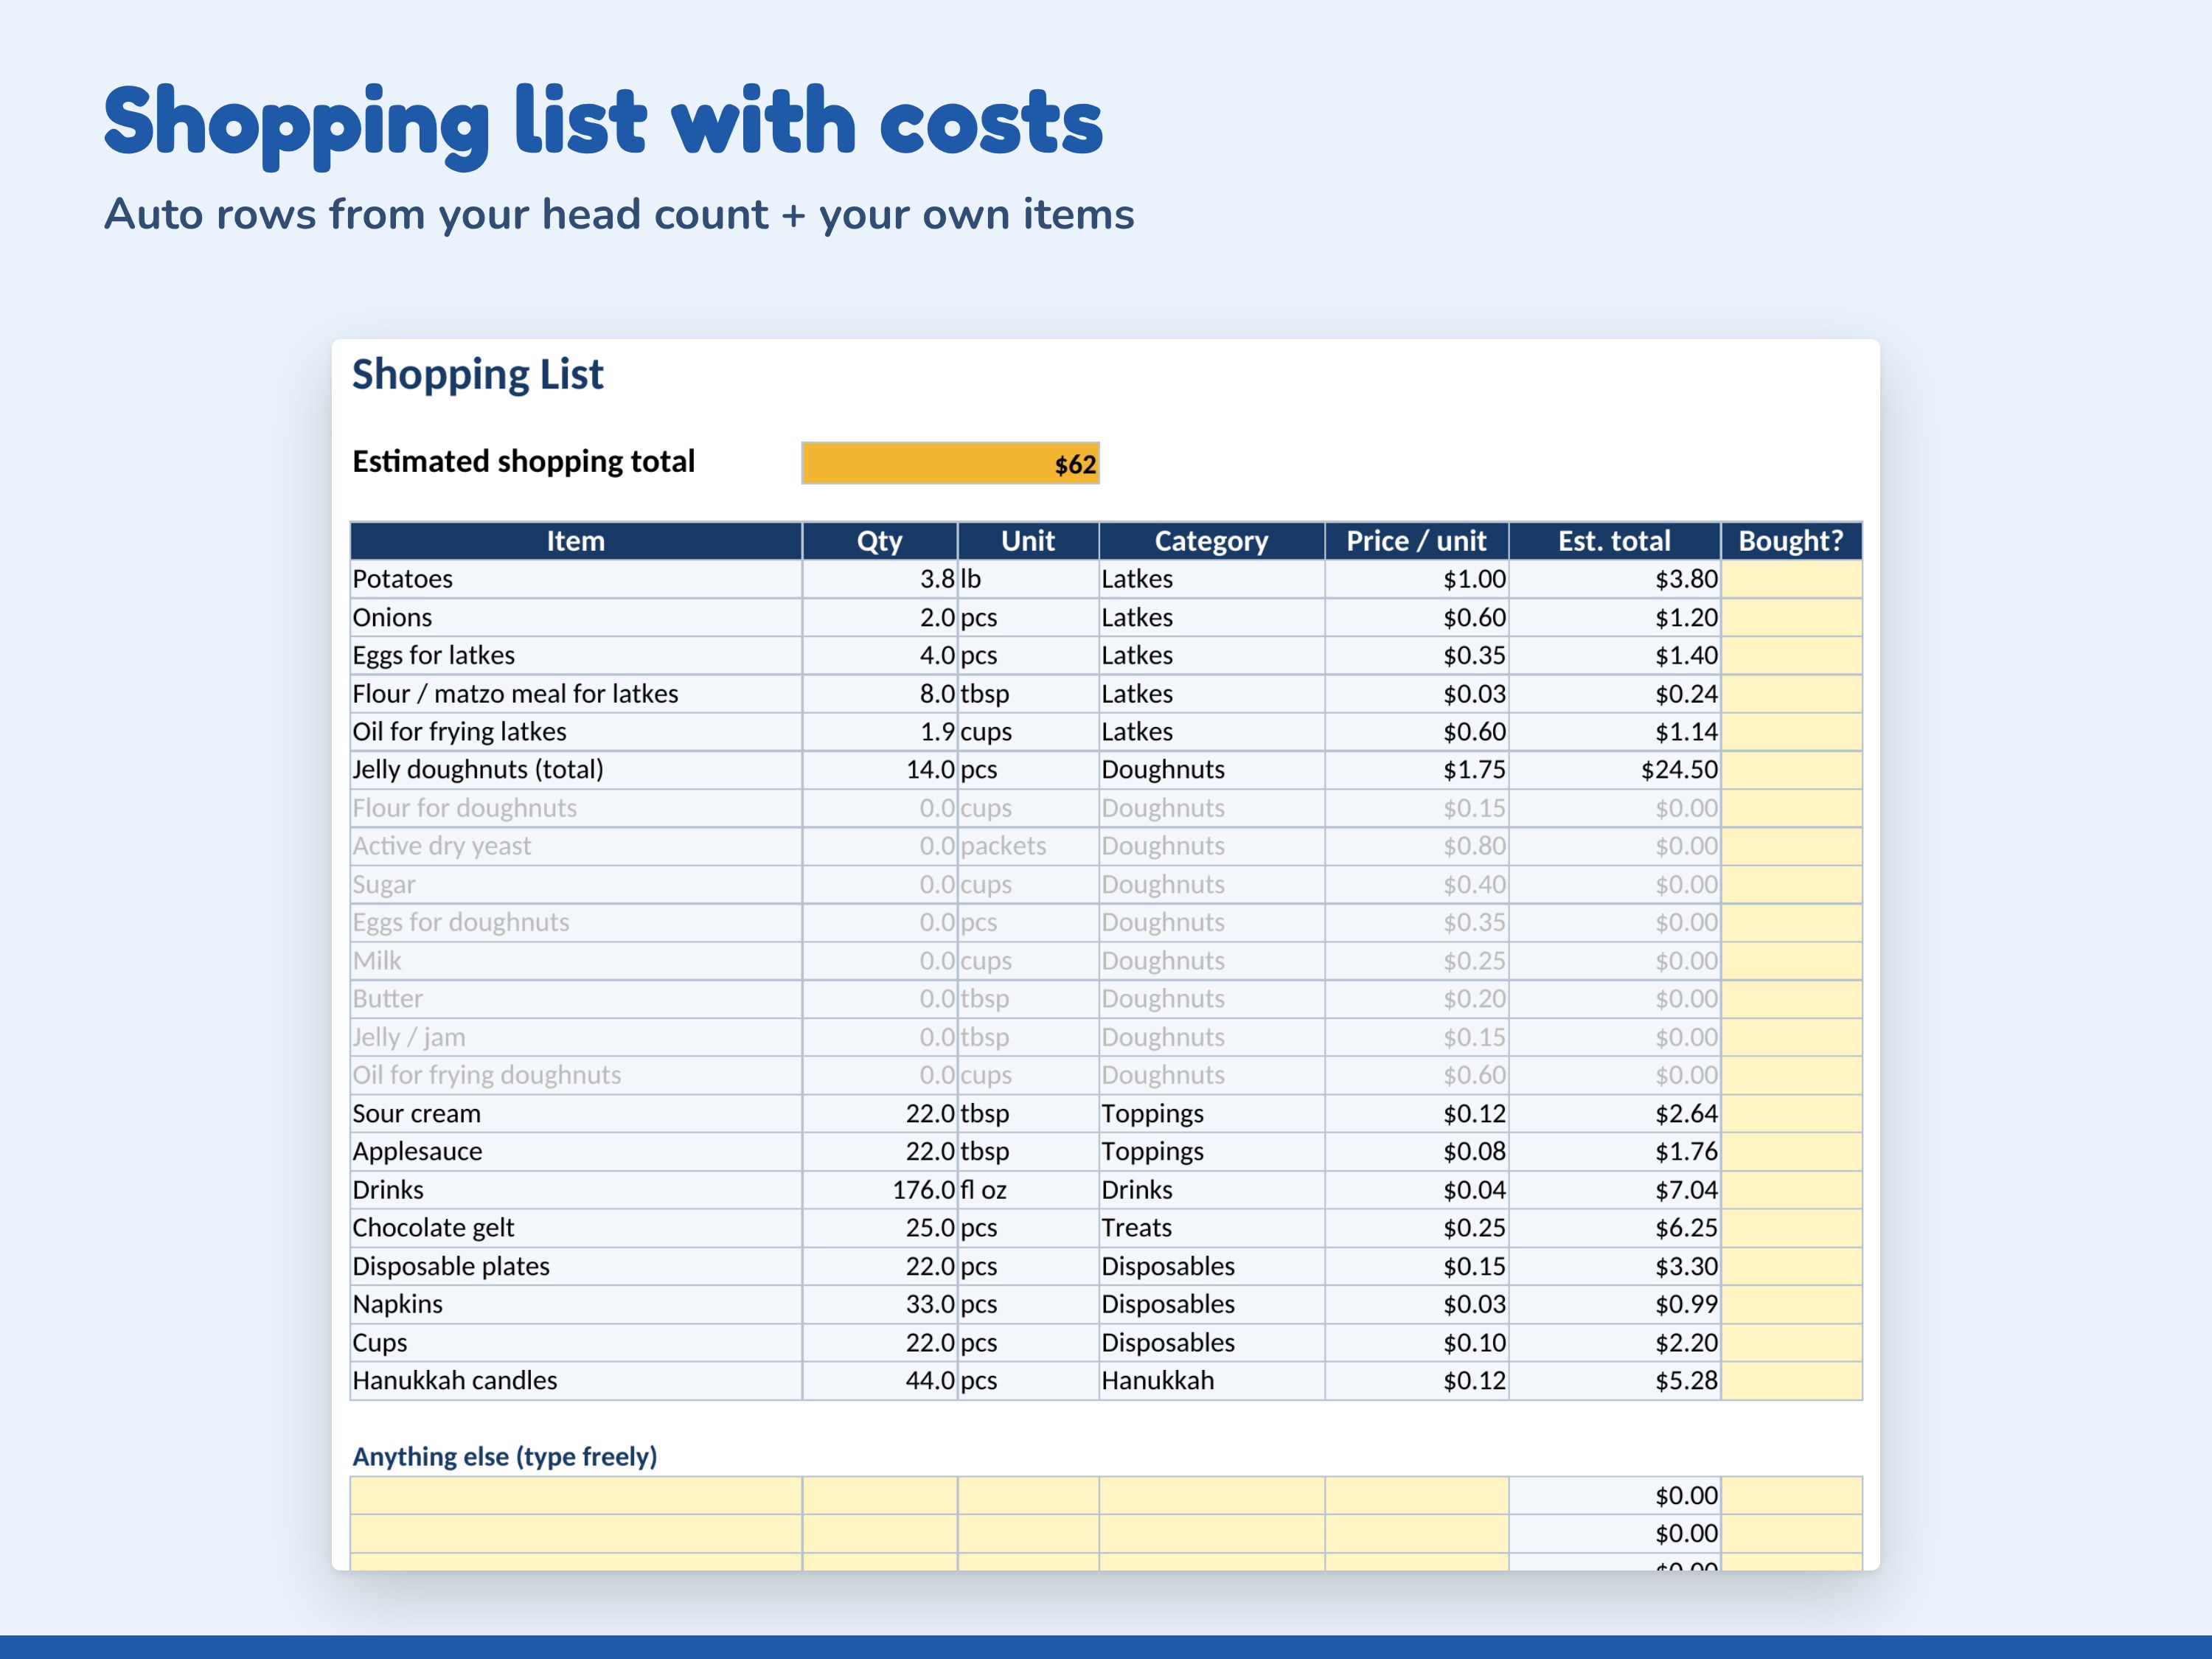 Shopping list with costs
Auto rows from your head count + your own items
Shopping List
Estimated shopping total $62
Item Qty Unit Category Price / unit Est. total Bought?
Potatoes 3.8 lb Latkes $1.00 $3.80
Onions 2.0 pcs Latkes $0.60 $1.20
Eggs for latkes 4.0 pcs Latkes $0.35 $1.40
Flour / matzo meal for latkes 8.0 tbsp Latkes $0.03 $0.24
Oil for frying latkes 1.9 cups Latkes $0.60 $1.14
Jelly doughnuts (total) 14.0 pcs Doughnuts $1.75 $24.50
Flour for doughnuts 0.0 cups Doughnuts $0.15 $0.00
Active dry yeast 0.0 packets Doughnuts $0.80 $0.00
Sugar 0.0 cups Doughnuts $0.40 $0.00
Eggs for doughnuts 0.0 pcs Doughnuts $0.35 $0.00
Milk 0.0 cups Doughnuts $0.25 $0.00
Butter 0.0 tbsp Doughnuts $0.20 $0.00
Jelly / jam 0.0 tbsp Doughnuts $0.15 $0.00
Oil for frying doughnuts 0.0 cups Doughnuts $0.60 $0.00
Sour cream 22.0 tbsp Toppings $0.12 $2.64
Applesauce 22.0 tbsp Toppings $0.08 $1.76
Drinks 176.0 fl oz Drinks $0.04 $7.04
Chocolate gelt 25.0 pcs Treats $0.25 $6.25
Disposable plates 22.0 pcs Disposables $0.15 $3.30
Napkins 33.0 pcs Disposables $0.03 $0.99
Cups 22.0 pcs Disposables $0.10 $2.20
Hanukkah candles 44.0 pcs Hanukkah $0.12 $5.28
Anything else (type freely)
$0.00
$0.00